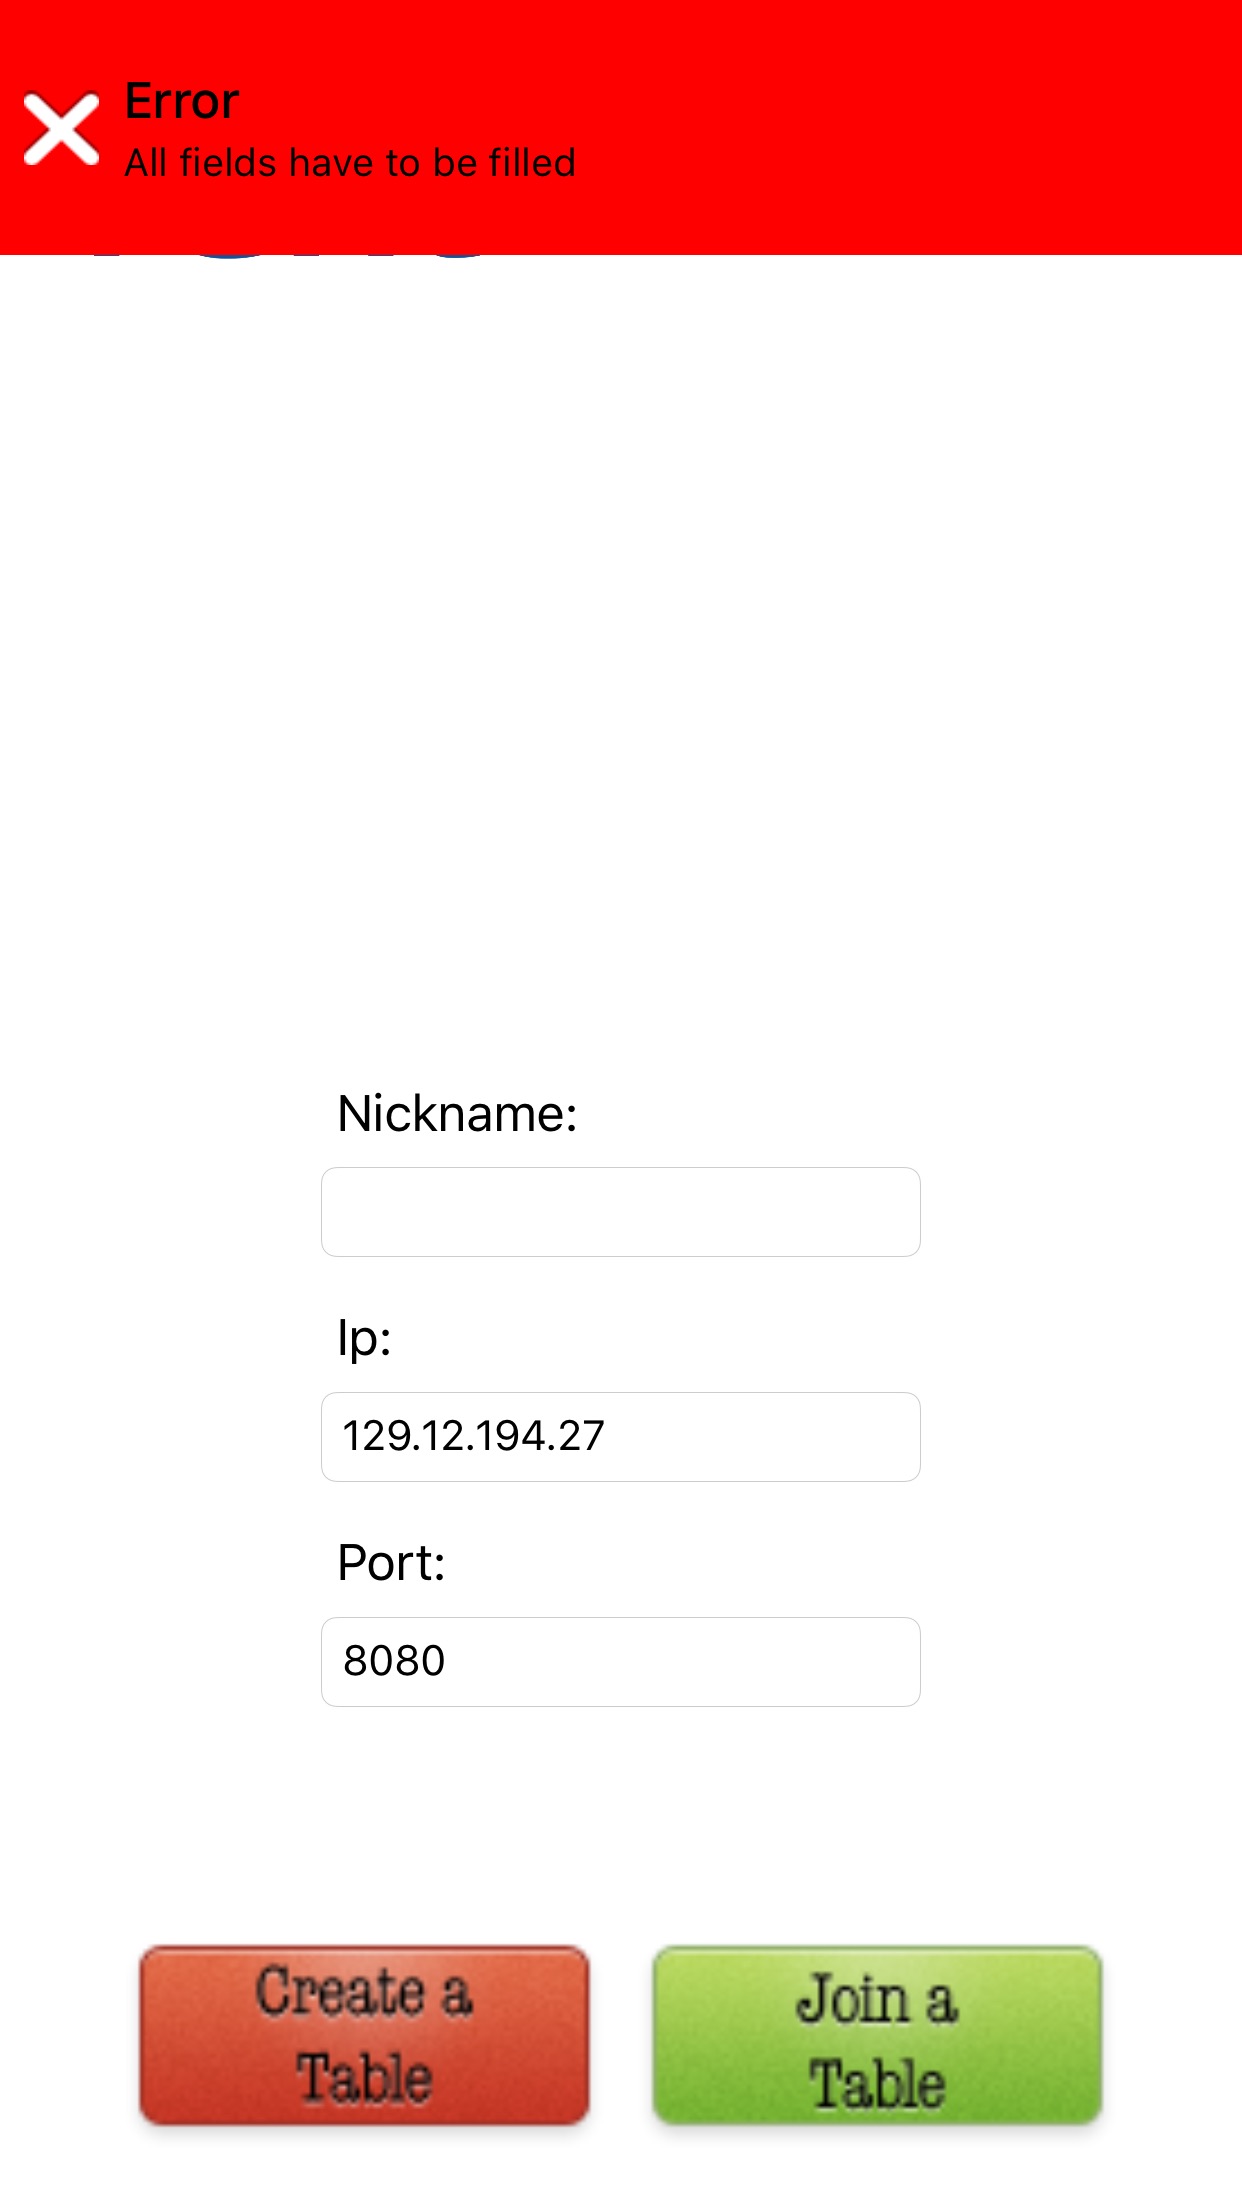 Error
All fields have to be filled
Nickname:
Ip:
129.12.194.27
Port:
8080
Create a
Table
Join a
Table